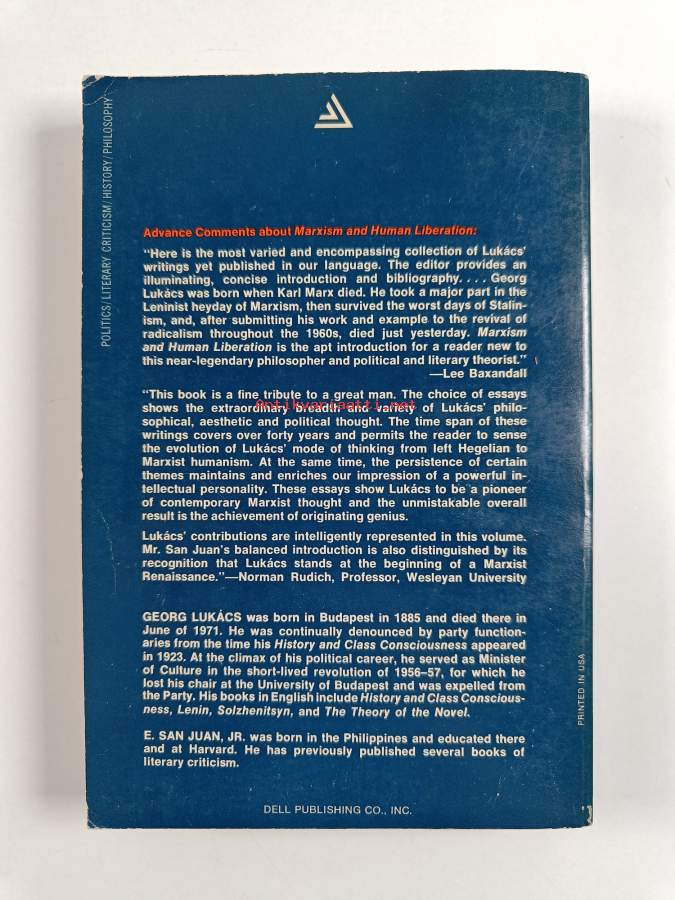 POLITICS/LITERARY CRITICISM/HISTORY/PHILOSOPHY
Advance Comments about Marxism and Human Liberation:
"Here is the most varied and encompassing collection of Lukács'
writings yet published in our language. The editor provides an
illuminating, concise introduction and bibliography. . . . Georg
Lukács was born when Karl Marx died. He took a major part in the
Leninist heyday of Marxism, then survived the worst days of Stalin-
ism, and, after submitting his work and example to the revival of
radicalism throughout the 1960s, died just yesterday. Marxism
and Human Liberation is the apt introduction for a reader new to
this near-legendary philosopher and political and literary theorist."
—Lee Baxandall
"This book is a fine tribute to a great man. The choice of essays
shows the extraordinary breadth and variety of Lukács' philo-
Antikvariaatti.net
sophical, aesthetic and political thought. The time span of these
writings covers over forty years and permits the reader to sense
the evolution of Lukács' mode of thinking from left Hegelian to
Marxist humanism. At the same time, the persistence of certain
themes maintains and enriches our impression of a powerful in-
tellectual personality. These essays show Lukács to be a pioneer
of contemporary Marxist thought and the unmistakable overall
result is the achievement of originating genius.
Lukács' contributions are intelligently represented in this volume.
Mr. San Juan's balanced introduction is also distinguished by its
recognition that Lukács stands at the beginning of a Marxist
Renaissance."—Norman Rudich, Professor, Wesleyan University
GEORG LUKÁCS was born in Budapest in 1885 and died there in
June of 1971. He was continually denounced by party function-
aries from the time his History and Class Consciousness appeared
in 1923. At the climax of his political career, he served as Minister
of Culture in the short-lived revolution of 1956–57, for which he
lost his chair at the University of Budapest and was expelled from
the Party. His books in English include History and Class Conscious-
ness, Lenin, Solzhenitsyn, and The Theory of the Novel.
E. SAN JUAN, JR. was born in the Philippines and educated there
and at Harvard. He has previously published several books of
literary criticism.
PRINTED IN USA
DELL PUBLISHING CO., INC.